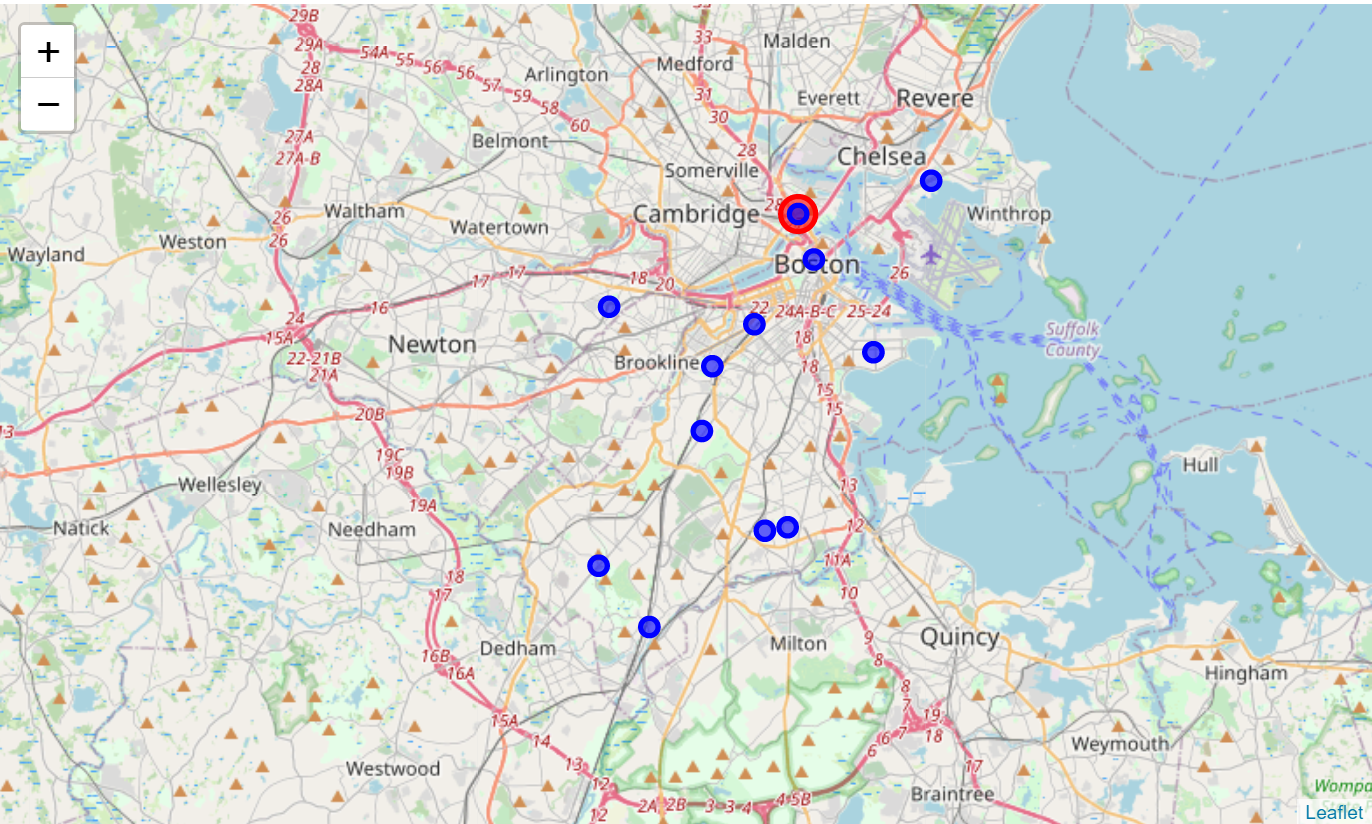 +
−
29B
33
29A
54A
55
56
56
57
59
58
60
28
28A
31
30
28
Malden
Medford
Arlington
Everett
Revere
27A
27A-B
Belmont
Somerville
Chelsea
Waltham
26
26
Watertown
Cambridge
28
Winthrop
Weston
Wayland
Boston
26
17
17
18
20
16
24
15A
22
24A-B-C
25-24
18
18
22-21B
21A
Newton
Brookline
Suffolk
County
15
15
20B
13
19C
19B
19A
Wellesley
Hull
13
12
Natick
Needham
11A
10
18
17
9
8
8
7
7
19
18
6
6
Dedham
Milton
Quincy
16B
16A
Hingham
15A
14
13
12
12
2A
2B
3
4
4
5B
17
Westwood
Weymouth
Braintree
Wompa
Leaflet